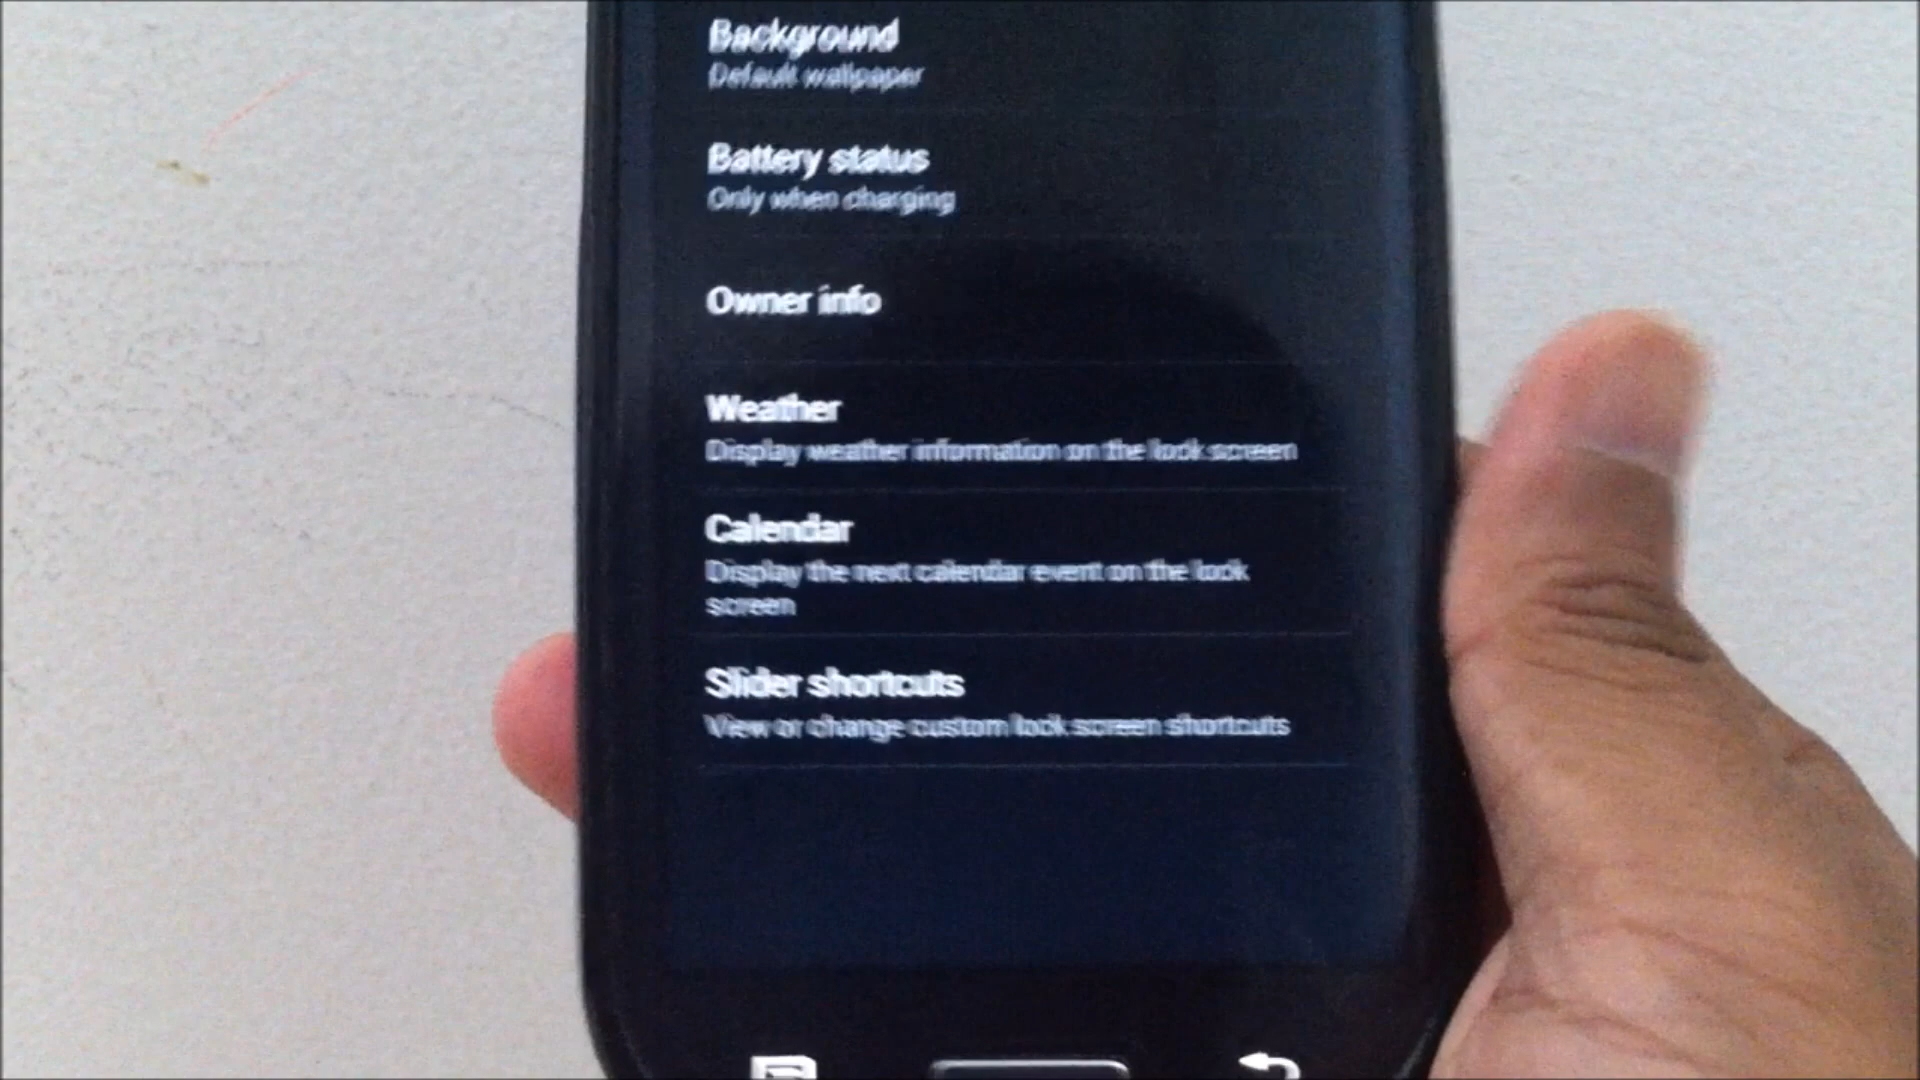 Background
Default wallpaper
Battery status
Only when charging
Owner info
Weather
Display weather information on the lock screen
Calendar
Display the next calendar event on the lock
screen
Slider shortcuts
View or change custom lock screen shortcuts